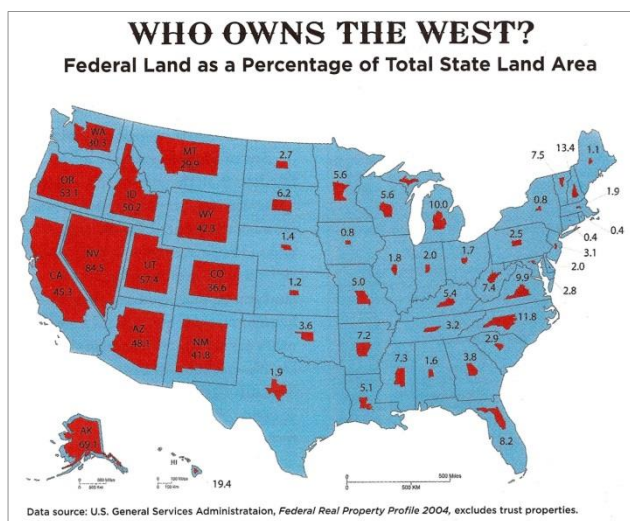 WHO OWNS THE WEST?
Federal Land as a Percentage of Total State Land Area
WA
30.3
MT
29.9
2.7
7.5
13.4
1.1
OR
53.1
ID
50.2
5.6
5.6
6.2
10.0
0.8
1.9
WY
42.3
0.4
0.4
1.4
0.8
2.5
3.1
NV
84.5
UT
57.4
CO
36.6
1.8
2.0
1.7
2.0
CA
45.3
1.2
5.0
7.4
9.9
2.8
5.4
AZ
48.1
NM
41.8
3.6
7.2
3.2
11.8
2.9
1.9
7.3
1.6
3.8
5.1
8.2
AK
69.1
HI
19.4
500 Miles
500 KM
Data source: U.S. General Services Administrataion, Federal Real Property Profile 2004, excludes trust properties.